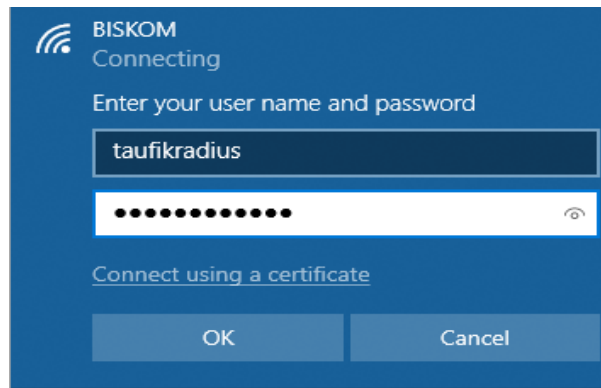 BISKOM
Connecting
Enter your user name and password
taufikradius
••••••••••••
Connect using a certificate
OK Cancel